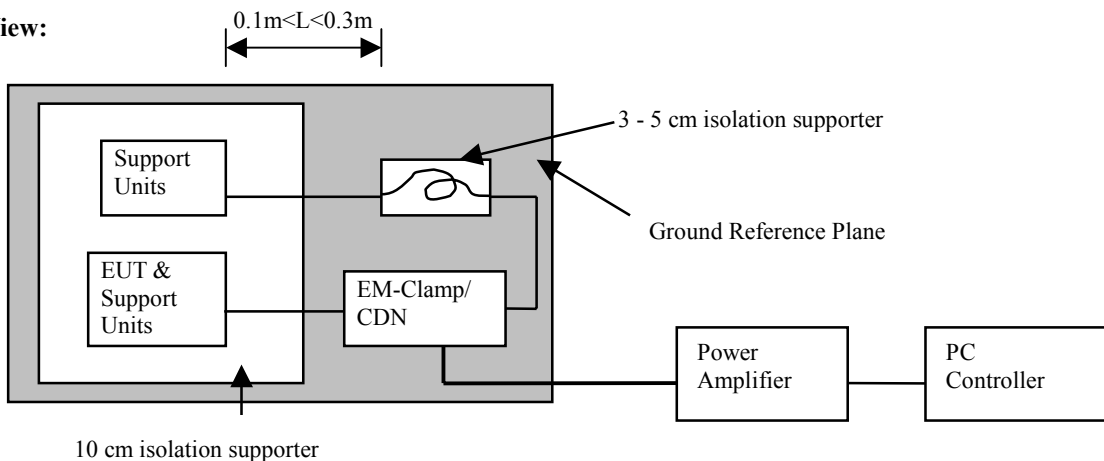 iew:
0.1m<L<0.3m
3 - 5 cm isolation supporter
Support
Units
Ground Reference Plane
EUT &
Support
Units
EM-Clamp/
CDN
Power
Amplifier
PC
Controller
10 cm isolation supporter